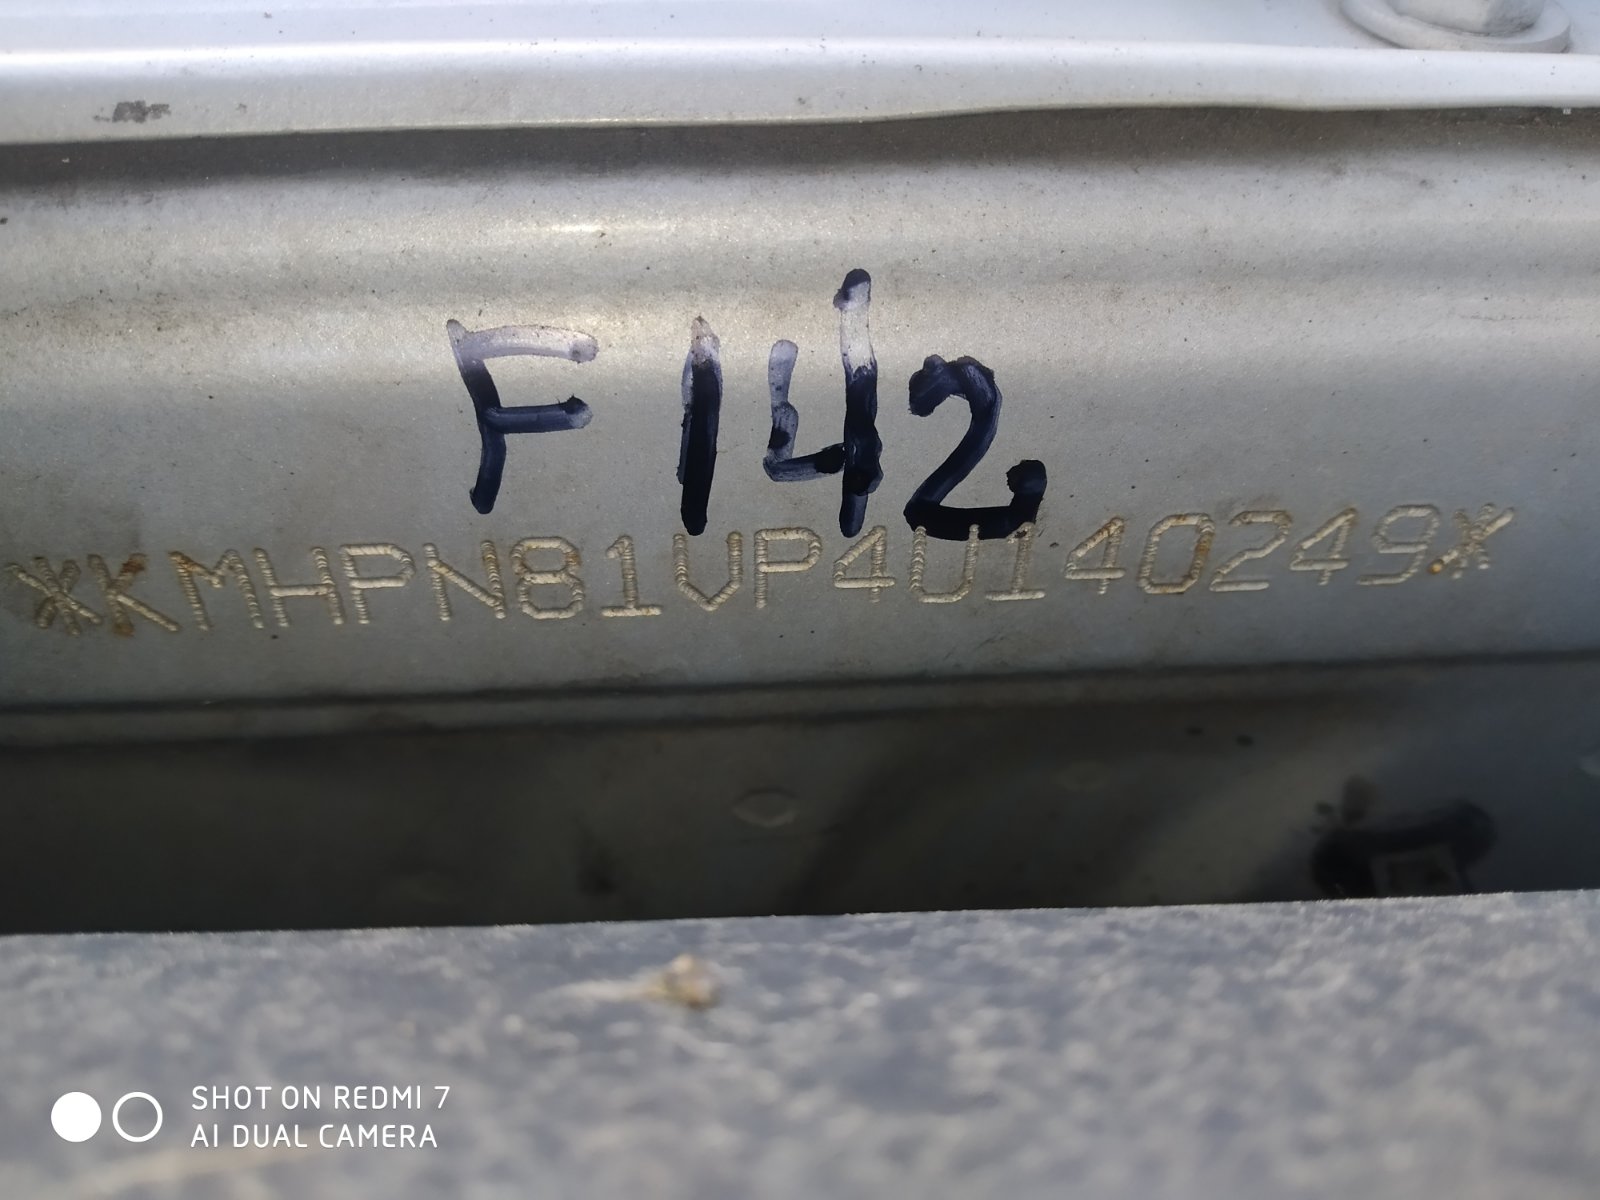 F142
*KMHPN81VP4U140249*
SHOT ON REDMI 7
AI DUAL CAMERA